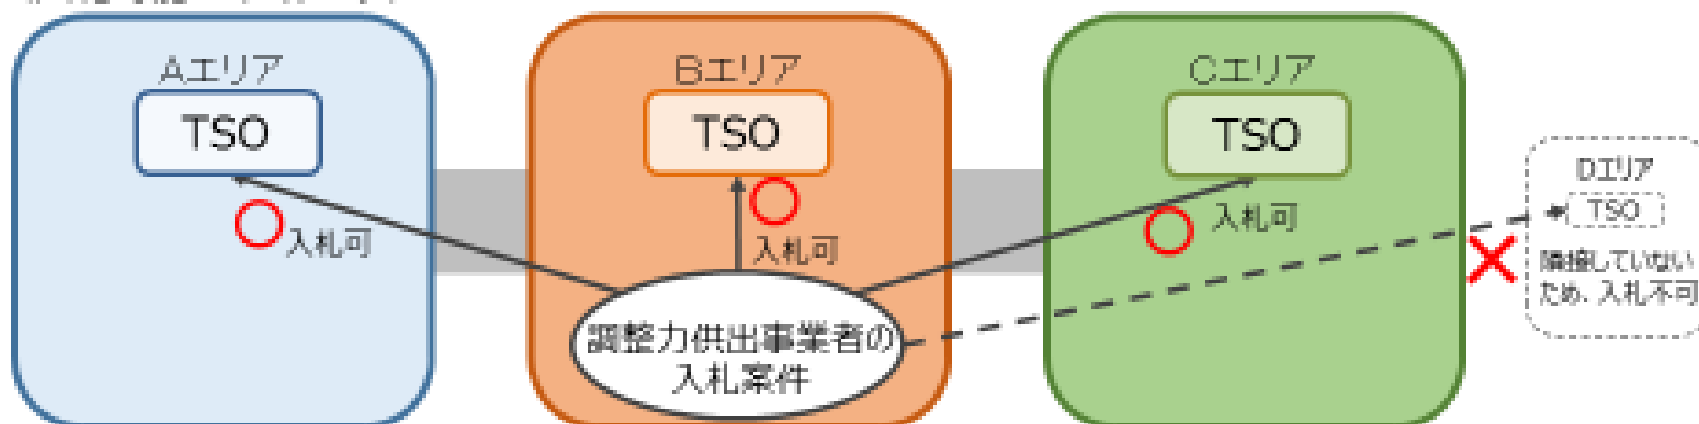 Aエリア
TSO
入札可
Bエリア
TSO
入札可
調整力供出事業者の
入札案件
Cエリア
TSO
入札可
Dエリア
TSO
隣接していない
ため、入札不可